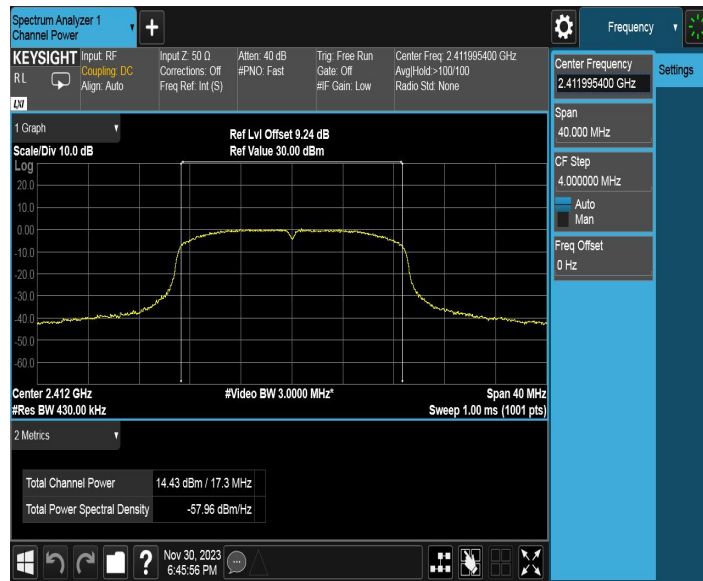 Spectrum Analyzer 1
Channel Power
+
Frequency
KEYSIGHT
RL
LXI
Input: RF
Coupling: DC
Align: Auto
Input Z: 50 Ω
Corrections: Off
Freq Ref: Int (S)
Atten: 40 dB
#PNO: Fast
Trig: Free Run
Gate: Off
#IF Gain: Low
Center Freq: 2.411995400 GHz
Avg|Hold:>100/100
Radio Std: None
Center Frequency
2.411995400 GHz
Settings
Span
40.000 MHz
CF Step
4.000000 MHz
Auto
Man
Freq Offset
0 Hz
1 Graph
Scale/Div 10.0 dB
Ref Lvl Offset 9.24 dB
Ref Value 30.00 dBm
Log
20.0
10.0
0.00
-10.0
-20.0
-30.0
-40.0
-50.0
-60.0
Center 2.412 GHz
#Video BW 3.0000 MHz*
Span 40 MHz
#Res BW 430.00 kHz
Sweep 1.00 ms (1001 pts)
2 Metrics
Total Channel Power 14.43 dBm / 17.3 MHz
Total Power Spectral Density -57.96 dBm/Hz
?
Nov 30, 2023
6:45:56 PM